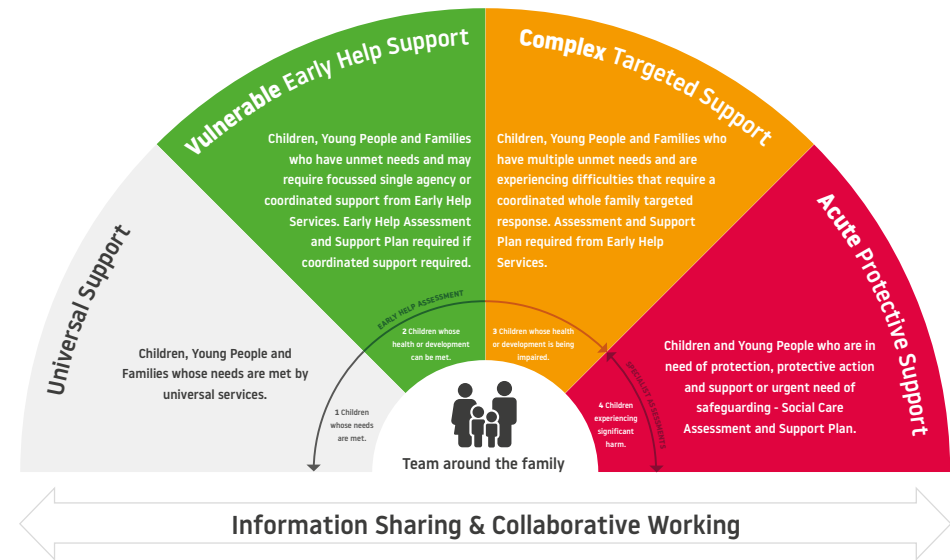 Universal Support
Children, Young People and
Families whose needs are met by
universal services.
1 Children
whose needs
are met.
Vulnerable Early Help Support
Children, Young People and Families
who have unmet needs and may
require focussed single agency or
coordinated support from Early Help
Services. Early Help Assessment
and Support Plan required if
coordinated support required.
EARLY HELP ASSESSMENT
2 Children whose
health or development
can be met.
Complex Targeted Support
Children, Young People and Families who
have multiple unmet needs and are
experiencing difficulties that require a
coordinated whole family targeted
response. Assessment and Support
Plan required from Early Help
Services.
3 Children whose health
or development is being
impaired.
Acute Protective Support
Children and Young People who are in
need of protection, protective action
and support or urgent need of
safeguarding - Social Care
Assessment and Support Plan.
SPECIALIST ASSESSMENTS
4 Children
experiencing
significant
harm.
Team around the family
Information Sharing & Collaborative Working